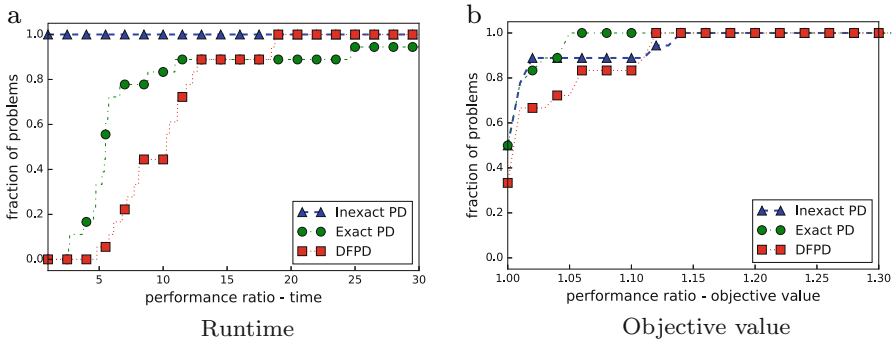 a
fraction of problems
1.0
0.8
0.6
0.4
0.2
0.0
5 10 15 20 25 30
performance ratio - time
Inexact PD
Exact PD
DFPD
Runtime
b
fraction of problems
1.0
0.8
0.6
0.4
0.2
0.0
1.00 1.05 1.10 1.15 1.20 1.25 1.30
performance ratio - objective value
Inexact PD
Exact PD
DFPD
Objective value